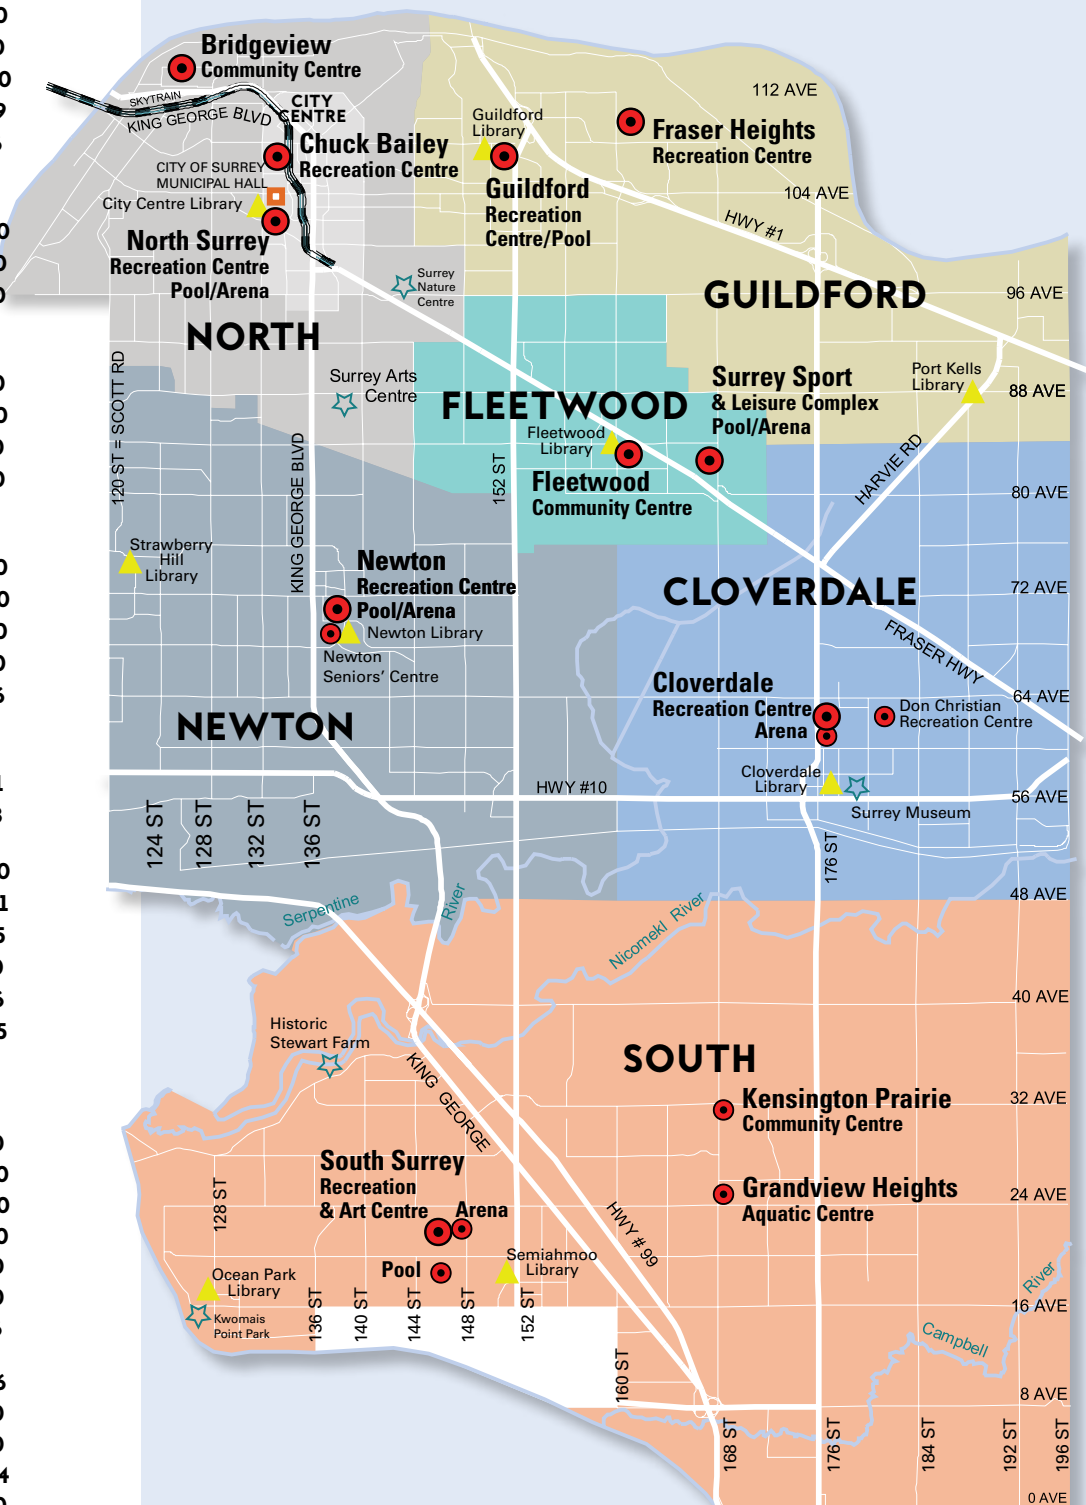 Bridgeview
Community Centre
SKYTRAIN
KING GEORGE BLVD
CITY
CENTRE
112 AVE
Guildford
Library
Fraser Heights
Recreation Centre
Chuck Bailey
Recreation Centre
CITY OF SURREY
MUNICIPAL HALL
City Centre Library
Guildford
Recreation
Centre/Pool
104 AVE
HWY #1
North Surrey
Recreation Centre
Pool/Arena
Surrey
Nature
Centre
GUILDFORD
96 AVE
NORTH
Surrey Arts
Centre
120 ST = SCOTT RD
Surrey Sport
& Leisure Complex
Pool/Arena
Port Kells
Library
88 AVE
FLEETWOOD
Fleetwood
Library
KING GEORGE BLVD
152 ST
HARVIE RD
Fleetwood
Community Centre
80 AVE
Strawberry
Hill
Library
Newton
Recreation Centre
Pool/Arena
Newton Library
Newton
Seniors' Centre
CLOVERDALE
72 AVE
FRASER HWY
Cloverdale
Recreation Centre
Arena
64 AVE
Don Christian
Recreation Centre
NEWTON
Cloverdale
Library
HWY #10
56 AVE
Surrey Museum
124 ST
128 ST
132 ST
136 ST
176 ST
48 AVE
Serpentine
River
Nicomekl River
40 AVE
Historic
Stewart Farm
KING GEORGE
SOUTH
Kensington Prairie
Community Centre
32 AVE
South Surrey
Recreation
& Art Centre
Arena
Pool
128 ST
Grandview Heights
Aquatic Centre
24 AVE
HWY # 99
Semiahmoo
Library
Ocean Park
Library
Kwomais
Point Park
136 ST
140 ST
144 ST
148 ST
152 ST
River
16 AVE
Campbell
160 ST
8 AVE
168 ST
176 ST
184 ST
192 ST
196 ST
0 AVE